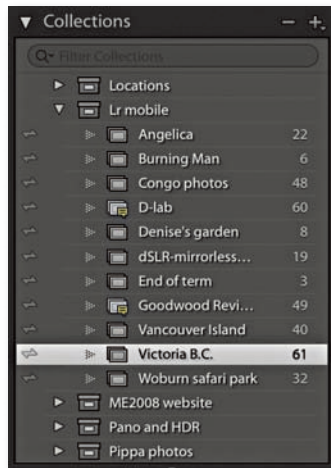 Collections
Filter Collections
Locations
Lr mobile
Angelica 22
Burning Man 6
Congo photos 48
D-lab 60
Denise's garden 8
dSLR-mirrorless... 19
End of term 3
Goodwood Revi... 49
Vancouver Island 40
Victoria B.C. 61
Woburn safari park 32
ME2008 website
Pano and HDR
Pippa photos